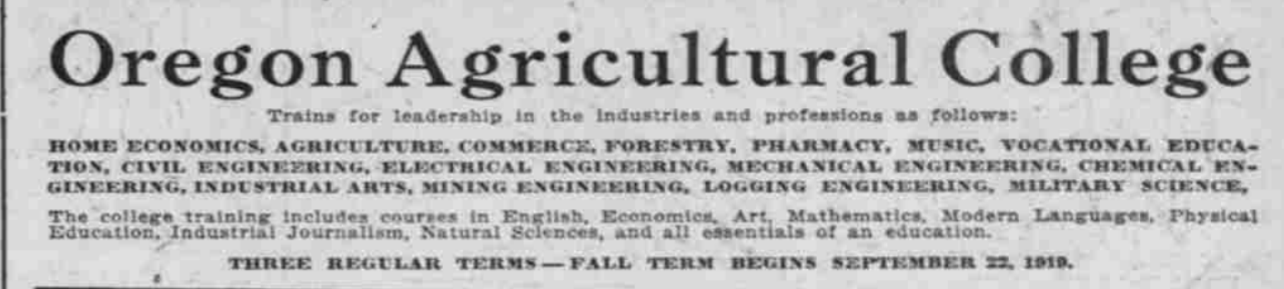 Oregon Agricultural College
Trains for leadership in the industries and professions as follows:
HOME ECONOMICS, AGRICULTURE, COMMERCE, FORESTRY, PHARMACY, MUSIC, VOCATIONAL EDUCA-
TION, CIVIL ENGINEERING, ELECTRICAL ENGINEERING, MECHANICAL ENGINEERING, CHEMICAL EN-
GINEERING, INDUSTRIAL ARTS, MINING ENGINEERING, LOGGING ENGINEERING, MILITARY SCIENCE,
The college training includes courses in English, Economics, Art, Mathematics, Modern Languages, Physical
Education, Industrial Journalism, Natural Sciences, and all essentials of an education.
THREE REGULAR TERMS—FALL TERM BEGINS SEPTEMBER 22, 1919.